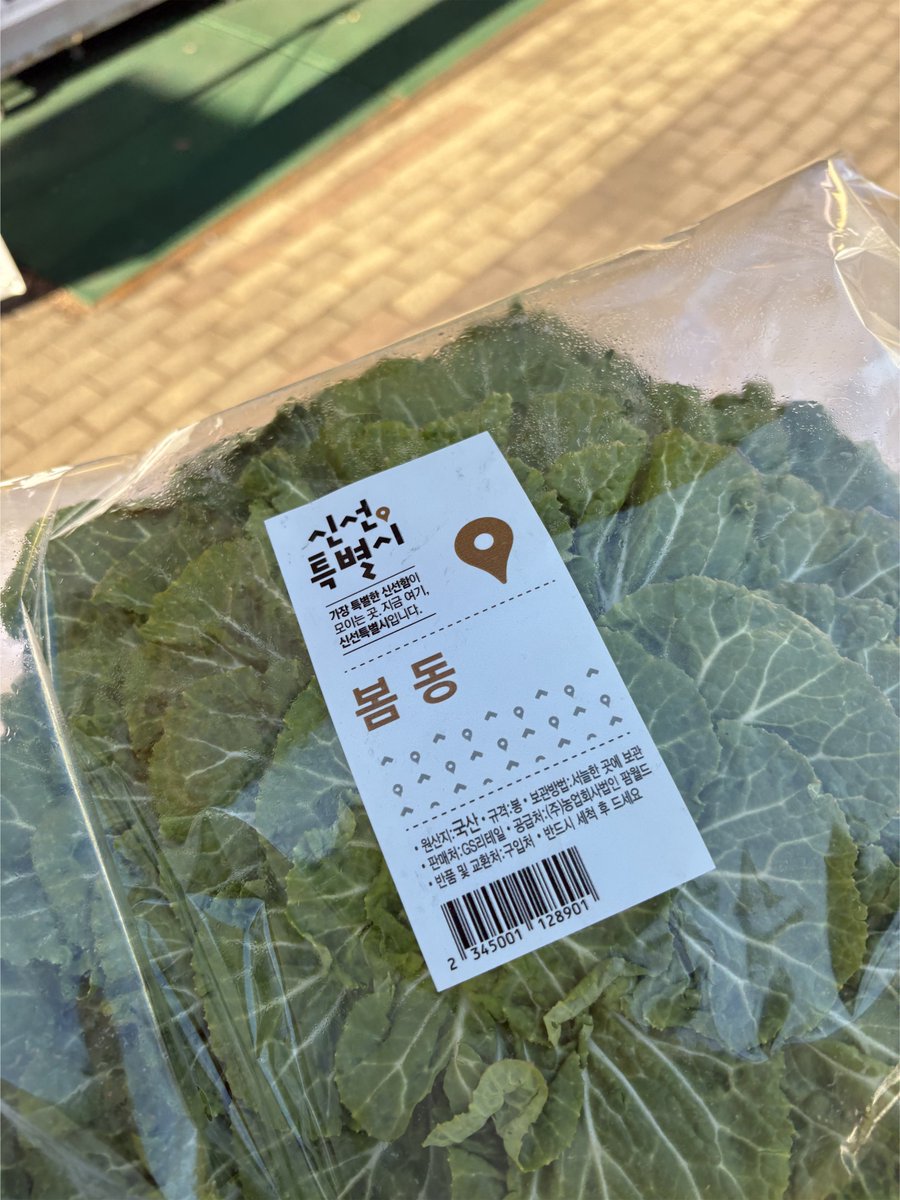 신선
특별시
가장 특별한 신선함이
모이는 곳. 지금 여기,
신선특별시입니다.
봄동
• 원산지:국산 • 규격:봉 • 보관방법:서늘한 곳에 보관
• 판매처:GS리테일 • 공급처:(주)농업회사법인 팜월드
• 반품 및 교환처:구입처 • 반드시 세척 후 드세요
2 345001 128901